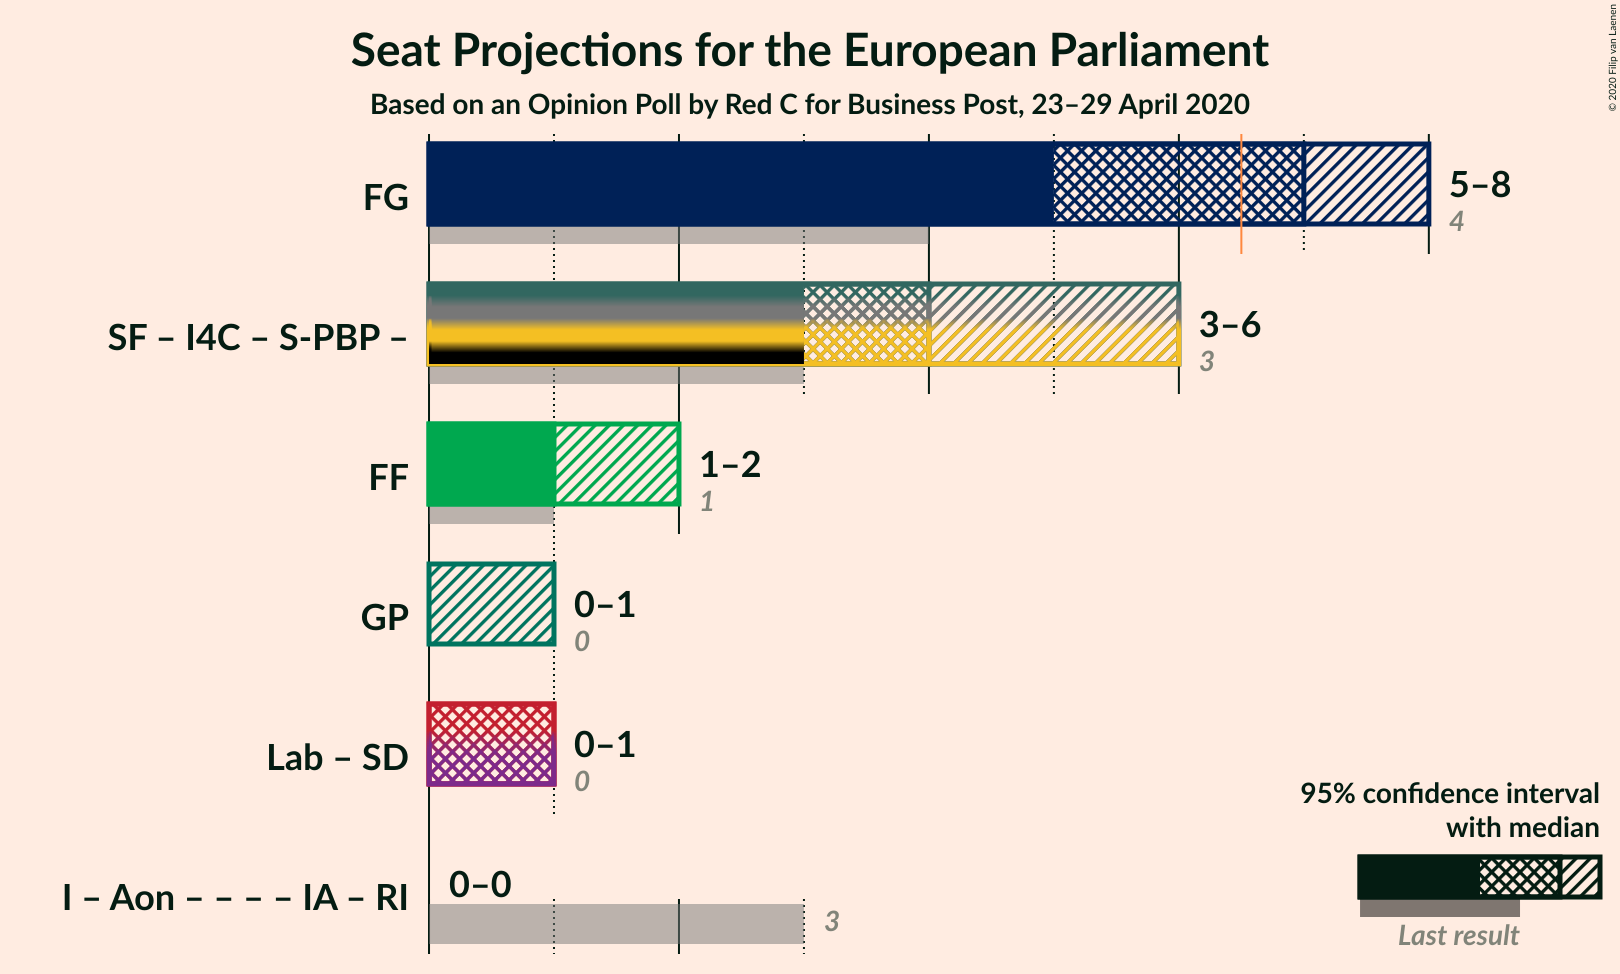 Seat Projections for the European Parliament
Based on an Opinion Poll by Red C for Business Post, 23–29 April 2020
© 2020 Filip van Laenen
FG
5–8
4
SF – I4C – S-PBP –
3–6
3
FF
1–2
1
GP
0–1
0
Lab – SD
0–1
0
I – Aon – – – – IA – RI
0–0
3
95% confidence interval
with median
Last result